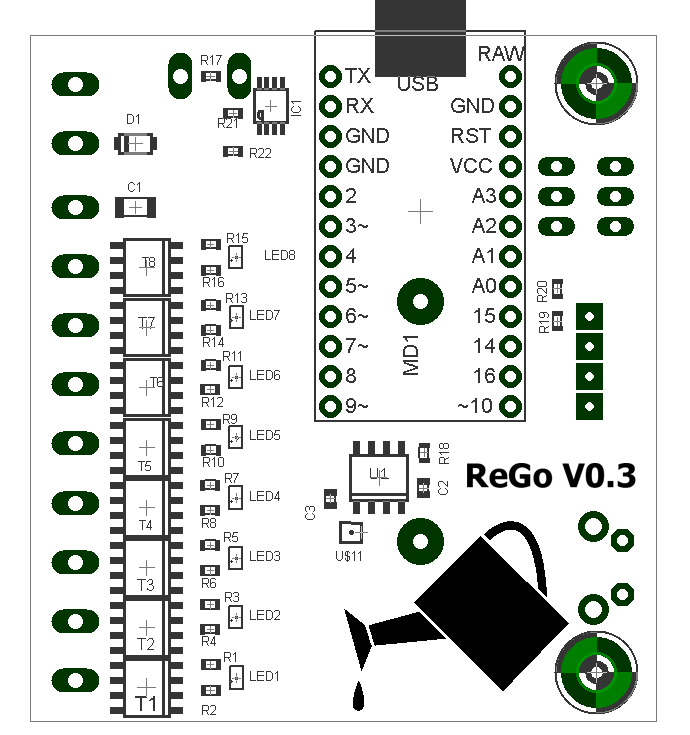 R17
RAW
USB
TX
RX
GND
GND
2
3~
4
5~
6~
7~
8
9~
GND
RST
VCC
A3
A2
A1
A0
15
14
16
~10
MD1
IC1
R21
R22
D1
C1
T8
R15
LED8
R16
T7
R13
LED7
R14
T6
R11
LED6
R12
T5
R9
LED5
R10
T4
R7
LED4
R8
T3
R5
LED3
R6
T2
R3
LED2
R4
T1
R1
LED1
R2
R20
R19
U1
R18
C2
C3
U$11
ReGo V0.3